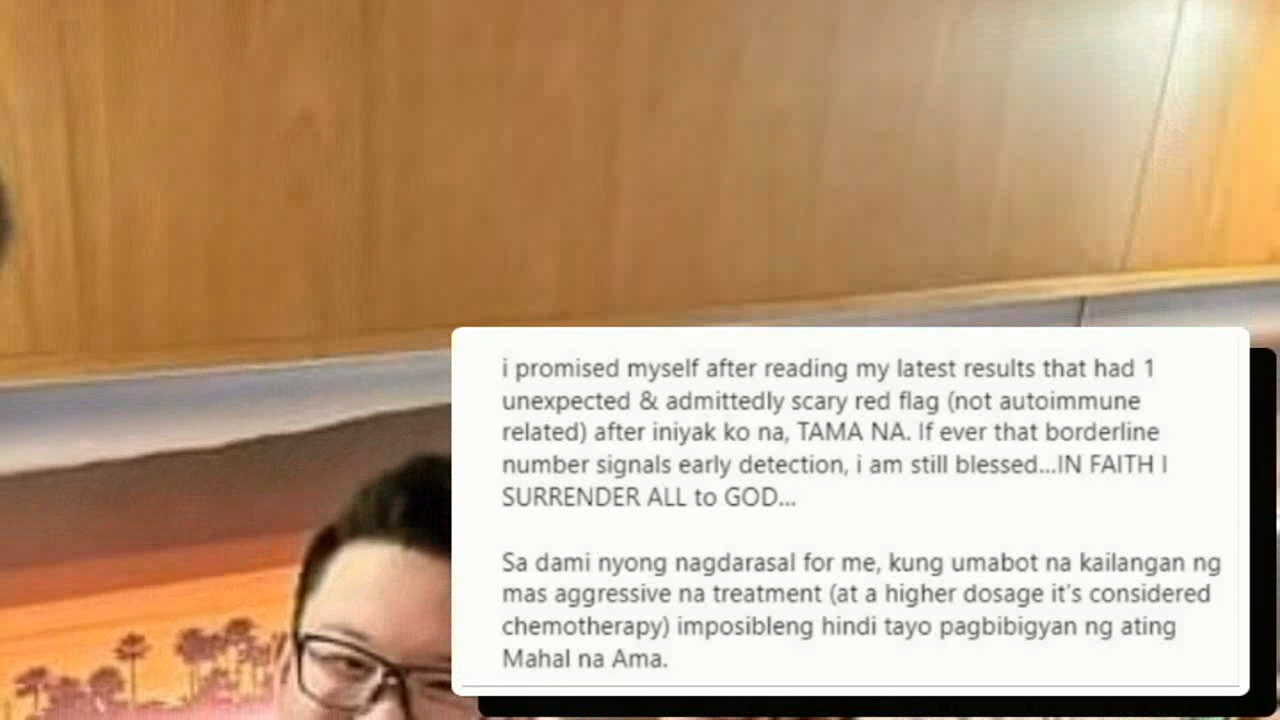 i promised myself after reading my latest results that had 1
unexpected & admittedly scary red flag (not autoimmune
related) after iniyak ko na, TAMA NA. If ever that borderline
number signals early detection, i am still blessed...IN FAITH I
SURRENDER ALL to GOD...
Sa dami nyong nagdarasal for me, kung umabot na kailangan ng
mas aggressive na treatment (at a higher dosage it's considered
chemotherapy) imposibleng hindi tayo pagbibigyan ng ating
Mahal na Ama.